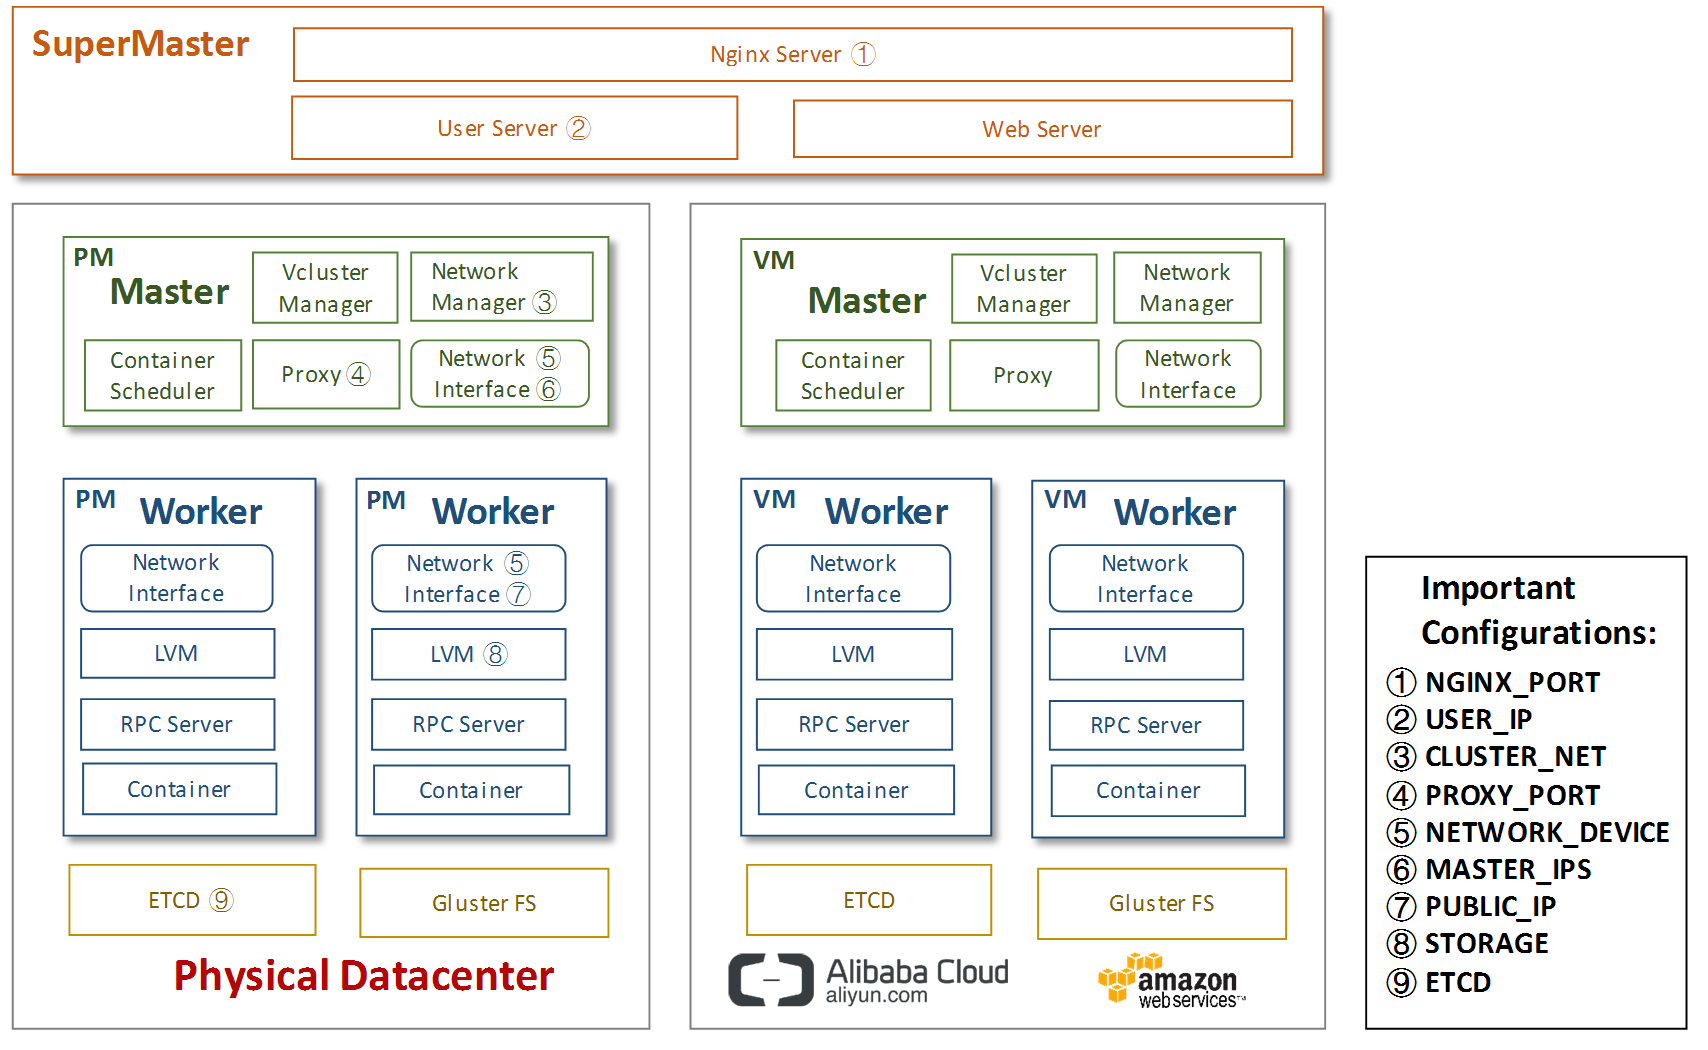 SuperMaster
Nginx Server ①
User Server ②
Web Server
PM
Master
Vcluster
Manager
Network
Manager ③
Container
Scheduler
Proxy ④
Network ⑤
Interface ⑥
PM
Worker
Network
Interface
LVM
RPC Server
Container
PM
Worker
Network ⑤
Interface ⑦
LVM ⑧
RPC Server
Container
ETCD ⑨
Gluster FS
Physical Datacenter
VM
Master
Vcluster
Manager
Network
Manager
Container
Scheduler
Proxy
Network
Interface
VM
Worker
Network
Interface
LVM
RPC Server
Container
VM
Worker
Network
Interface
LVM
RPC Server
Container
ETCD
Gluster FS
Alibaba Cloud
aliyun.com
amazon
webservices™
Important
Configurations:
① NGINX_PORT
② USER_IP
③ CLUSTER_NET
④ PROXY_PORT
⑤ NETWORK_DEVICE
⑥ MASTER_IPS
⑦ PUBLIC_IP
⑧ STORAGE
⑨ ETCD